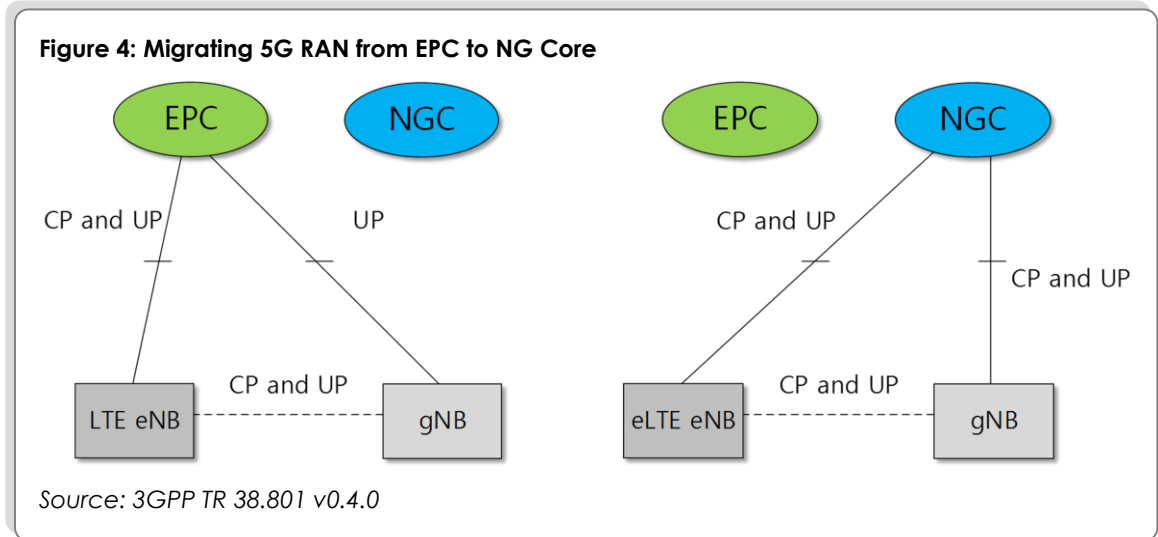 Figure 4: Migrating 5G RAN from EPC to NG Core
EPC
NGC
EPC
NGC
CP and UP
UP
CP and UP
CP and UP
CP and UP
CP and UP
LTE eNB
gNB
eLTE eNB
gNB
Source: 3GPP TR 38.801 v0.4.0